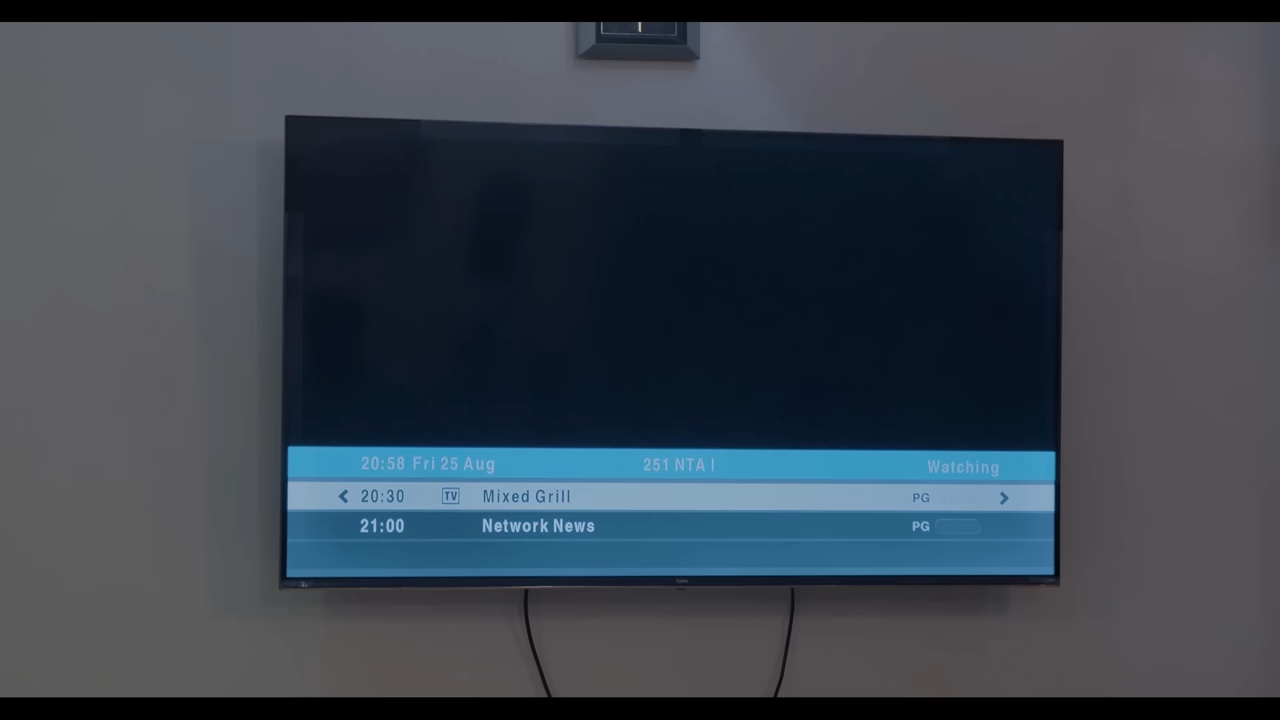 20:58 Fri 25 Aug 251 NTA I Watching
20:30 TV Mixed Grill PG
21:00 Network News PG